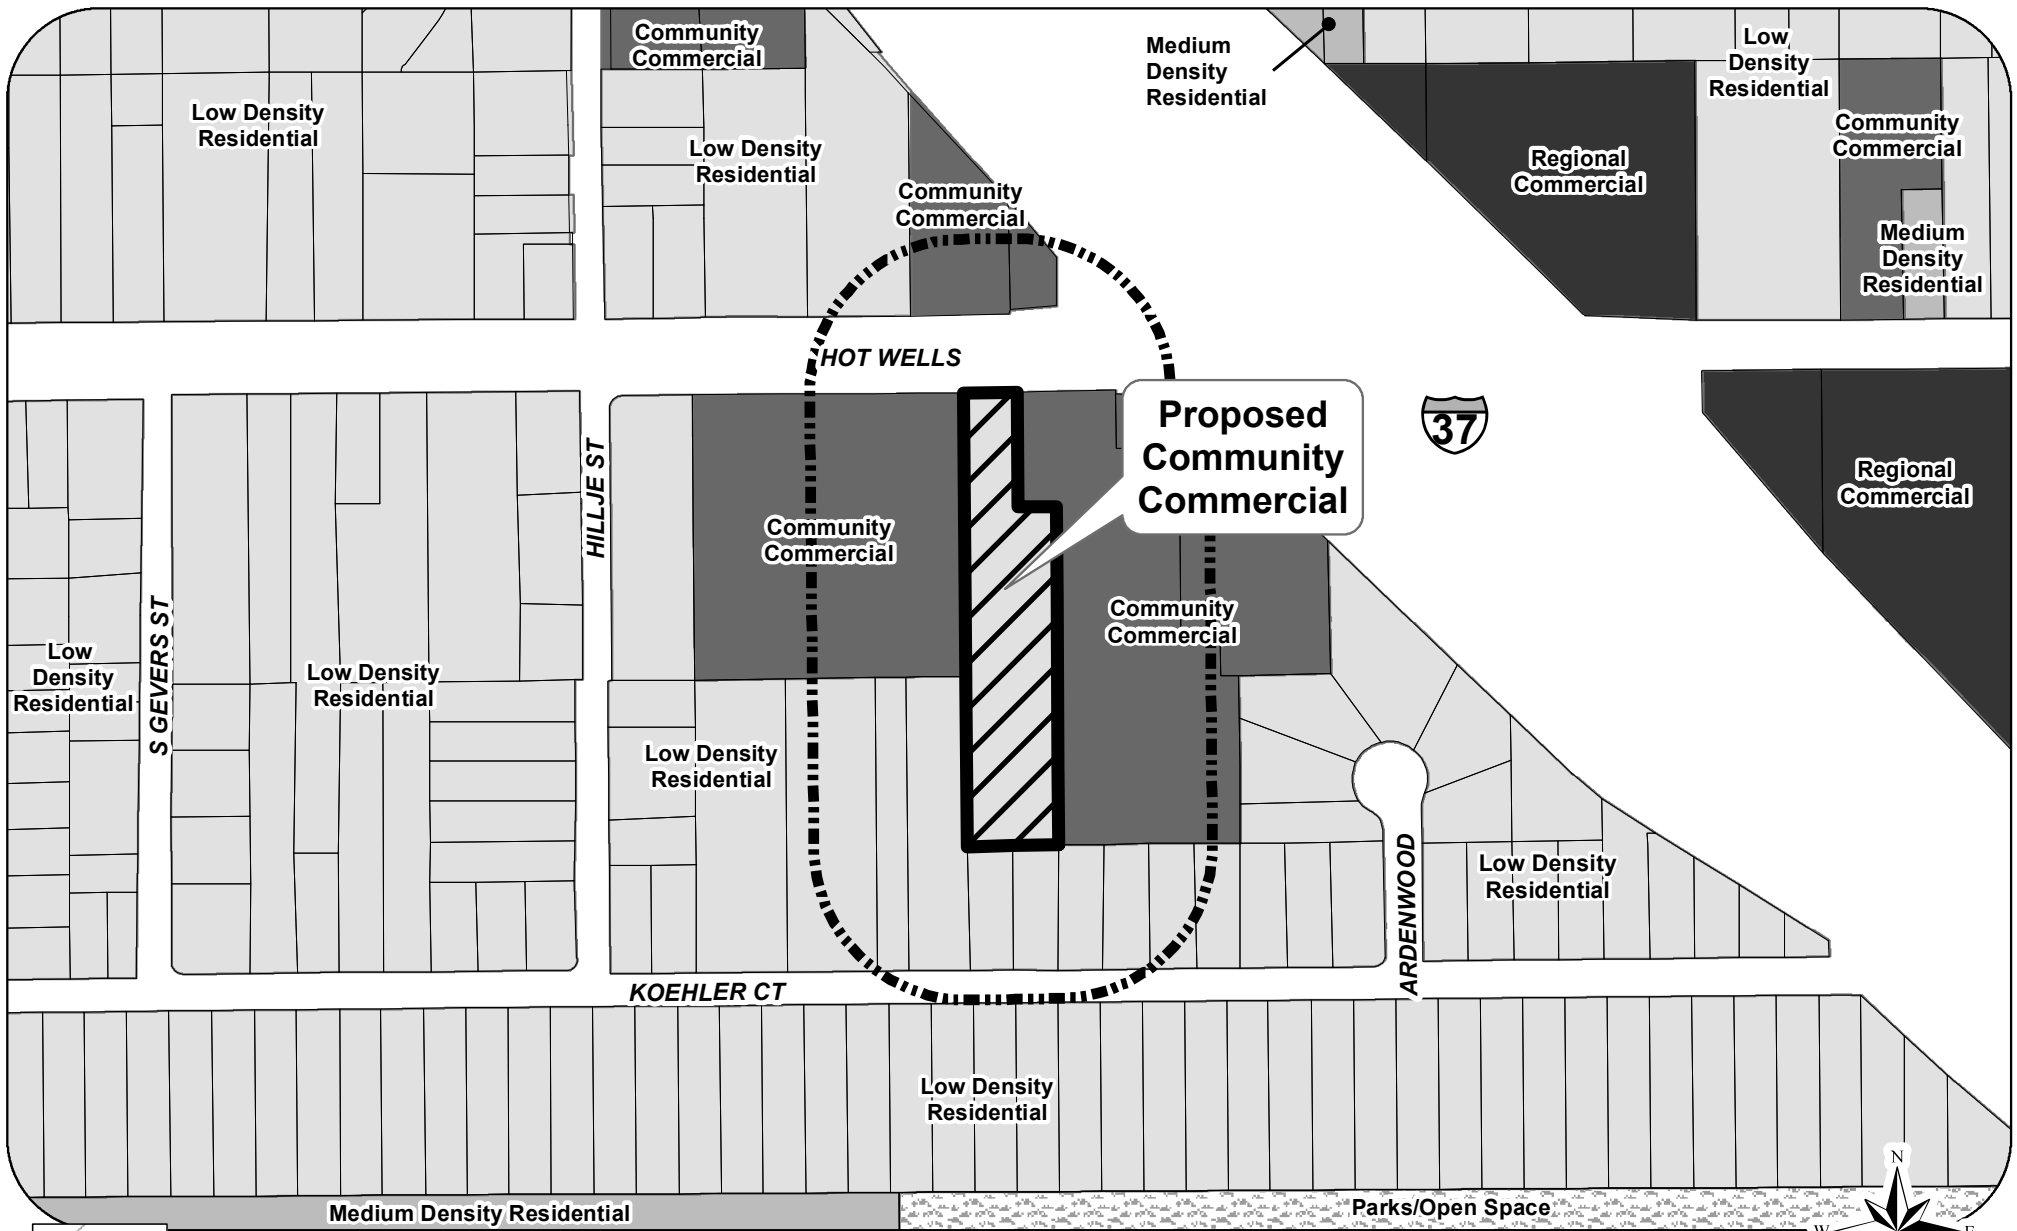 Community
Commercial
Medium
Density
Residential
Low
Density
Residential
Low Density
Residential
Low Density
Residential
Community
Commercial
Regional
Commercial
Community
Commercial
Medium
Density
Residential
HOT WELLS
Proposed
Community
Commercial
37
Regional
Commercial
HILLJE ST
Community
Commercial
Community
Commercial
S GEVERS ST
Low
Density
Residential
Low Density
Residential
Low Density
Residential
ARDENWOOD
Low Density
Residential
KOEHLER CT
Low Density
Residential
Medium Density Residential
Parks/Open Space
N
W
E